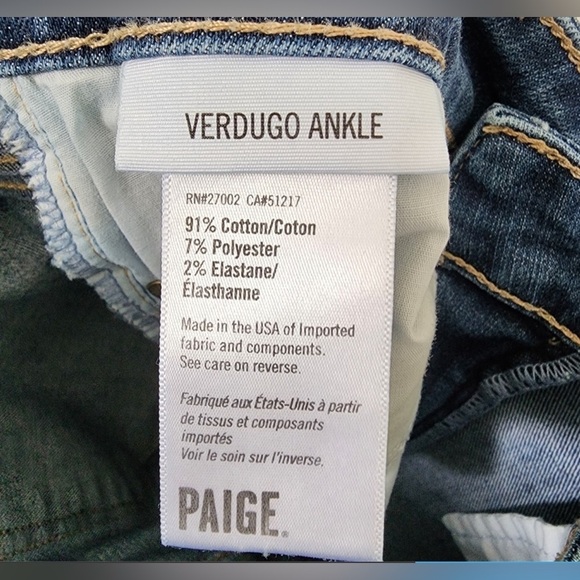 VERDUGO ANKLE
RN#27002 CA#51217
91% Cotton/Coton
7% Polyester
2% Elastane/
Élasthanne
Made in the USA of Imported
fabric and components.
See care on reverse.
Fabriqué aux États-Unis à partir
de tissus et composants
importés
Voir le soin sur l'inverse.
PAIGE®